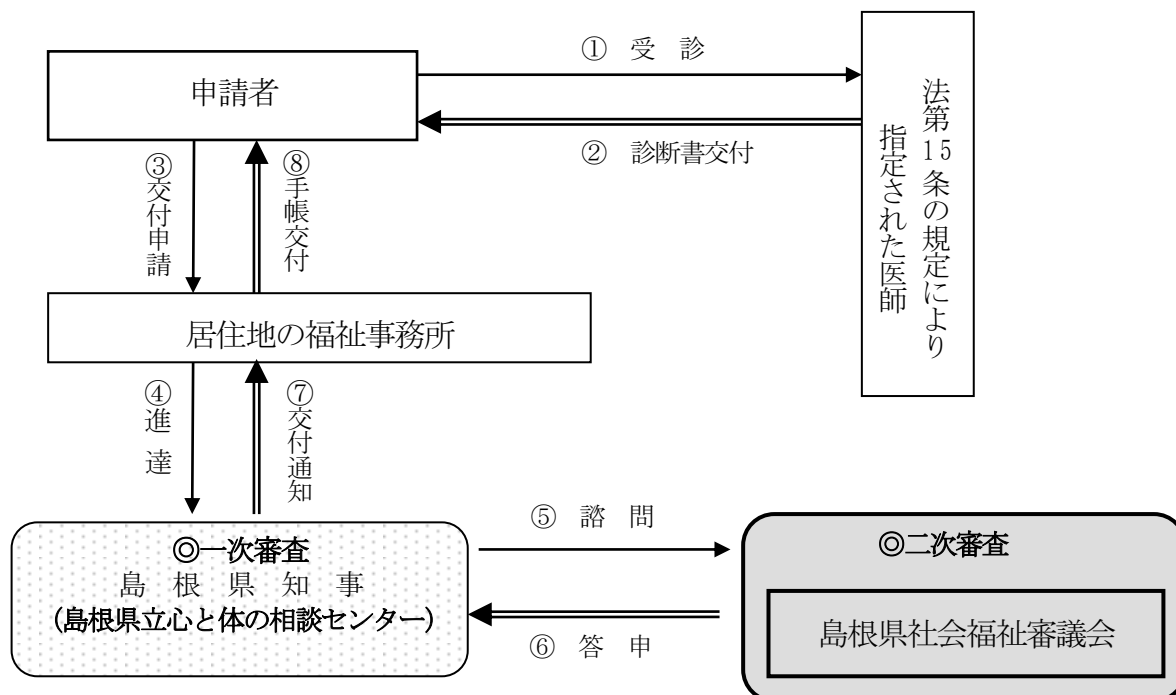 ① 受 診
申請者
② 診断書交付
法第15条の規定により
指定された医師
③交付申請
⑧手帳交付
居住地の福祉事務所
④進 達
⑦交付通知
⑤ 諮 問
◎一次審査
島 根 県 知 事
(島根県立心と体の相談センター)
⑥ 答 申
◎二次審査
島根県社会福祉審議会